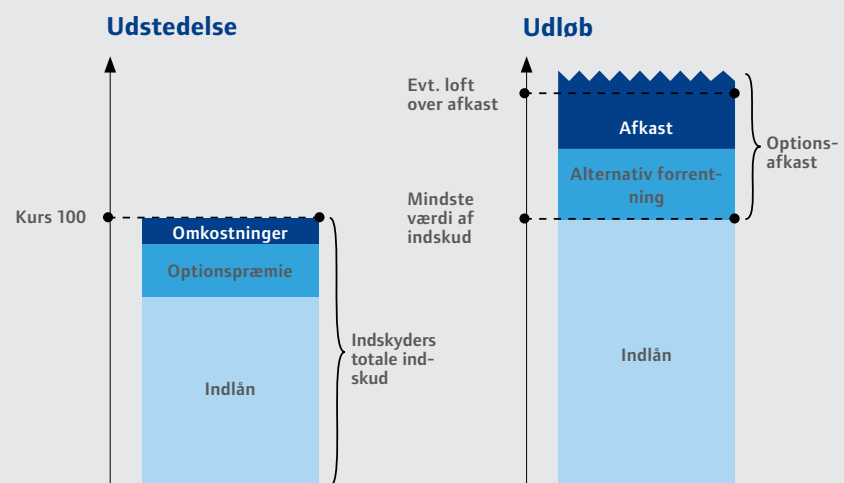 Udstedelse
Kurs 100
Omkostninger
Optionspræmie
Indlån
Indskyders
totale ind-
skud
Udløb
Evt. loft
over afkast
Afkast
Alternativ forrent-
ning
Options-
afkast
Mindste
værdi af
indskud
Indlån